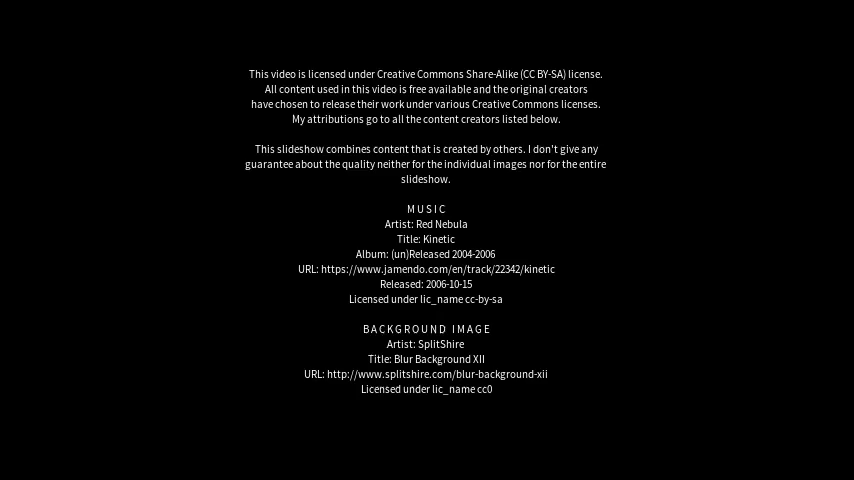 This video is licensed under Creative Commons Share-Alike (CC BY-SA) license.
All content used in this video is free available and the original creators
have chosen to release their work under various Creative Commons licenses.
My attributions go to all the content creators listed below.
This slideshow combines content that is created by others. I don't give any
guarantee about the quality neither for the individual images nor for the entire
slideshow.
MUSIC
Artist: Red Nebula
Title: Kinetic
Album: (un)Released 2004-2006
URL: https://www.jamendo.com/en/track/22342/kinetic
Released: 2006-10-15
Licensed under lic_name cc-by-sa
BACKGROUND IMAGE
Artist: SplitShire
Title: Blur Background XII
URL: http://www.splitshire.com/blur-background-xii
Licensed under lic_name cc0